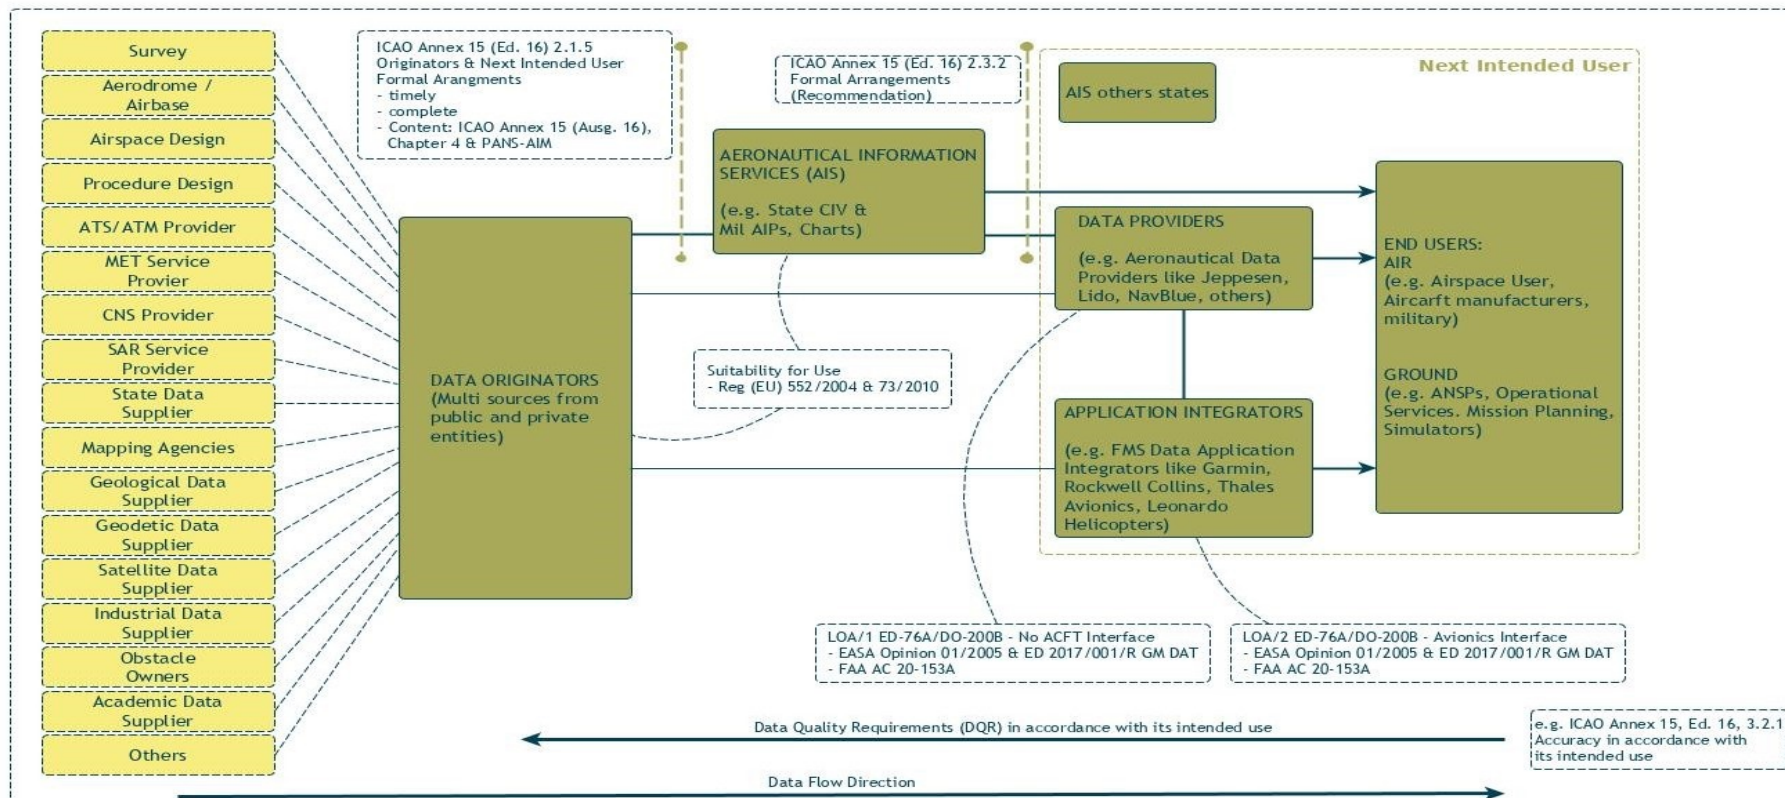 Survey
Aerodrome /
Airbase
Airspace Design
Procedure Design
ATS/ATM Provider
MET Service
Provier
CNS Provider
SAR Service
Provider
State Data
Supplier
Mapping Agencies
Geological Data
Supplier
Geodetic Data
Supplier
Satellite Data
Supplier
Industrial Data
Supplier
Obstacle
Owners
Academic Data
Supplier
Others
ICAO Annex 15 (Ed. 16) 2.1.5
Originators & Next Intended User
Formal Arangments
- timely
- complete
- Content: ICAO Annex 15 (Ausg. 16),
Chapter 4 & PANS-AIM
DATA ORIGINATORS
(Multi sources from
public and private
entities)
ICAO Annex 15 (Ed. 16) 2.3.2
Formal Arrangements
(Recommendation)
AERONAUTICAL INFORMATION
SERVICES (AIS)
(e.g. State CIV &
Mil AIPs, Charts)
Suitability for Use
- Reg (EU) 552/2004 & 73/2010
Next Intended User
AIS others states
DATA PROVIDERS
(e.g. Aeronautical Data
Providers like Jeppesen,
Lido, NavBlue, others)
APPLICATION INTEGRATORS
(e.g. FMS Data Application
Integrators like Garmin,
Rockwell Collins, Thales
Avionics, Leonardo
Helicopters)
END USERS:
AIR
(e.g. Airspace User,
Aircarft manufacturers,
military)
GROUND
(e.g. ANSPs, Operational
Services. Mission Planning,
Simulators)
LOA/1 ED-76A/DO-200B - No ACFT Interface
- EASA Opinion 01/2005 & ED 2017/001/R GM DAT
- FAA AC 20-153A
LOA/2 ED-76A/DO-200B - Avionics Interface
- EASA Opinion 01/2005 & ED 2017/001/R GM DAT
- FAA AC 20-153A
Data Quality Requirements (DQR) in accordance with its intended use
e.g. ICAO Annex 15, Ed. 16, 3.2.1
Accuracy in accordance with
its intended use
Data Flow Direction